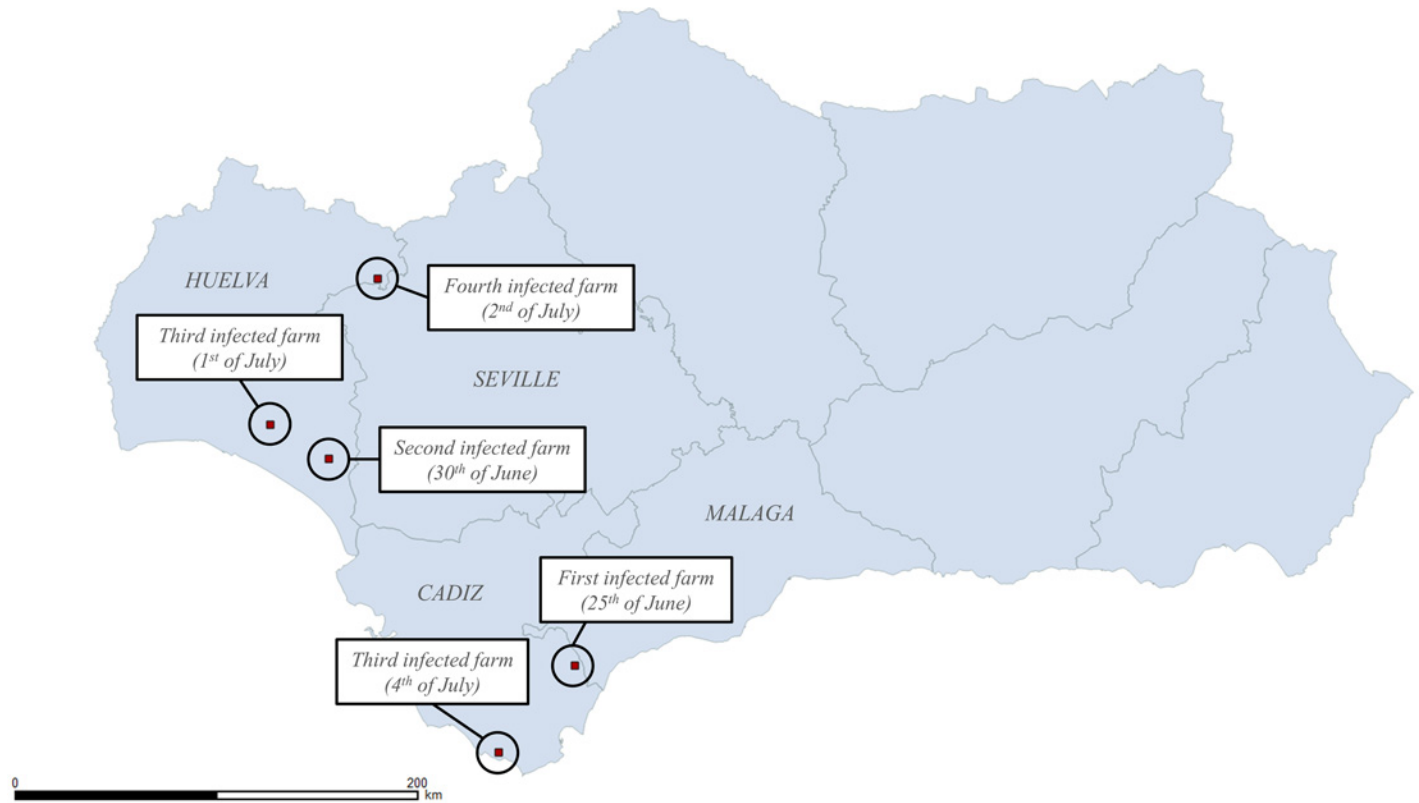 HUELVA
Fourth infected farm
(2nd of July)
Third infected farm
(1st of July)
SEVILLE
Second infected farm
(30th of June)
MALAGA
First infected farm
(25th of June)
CADIZ
Third infected farm
(4th of July)
0 200
km